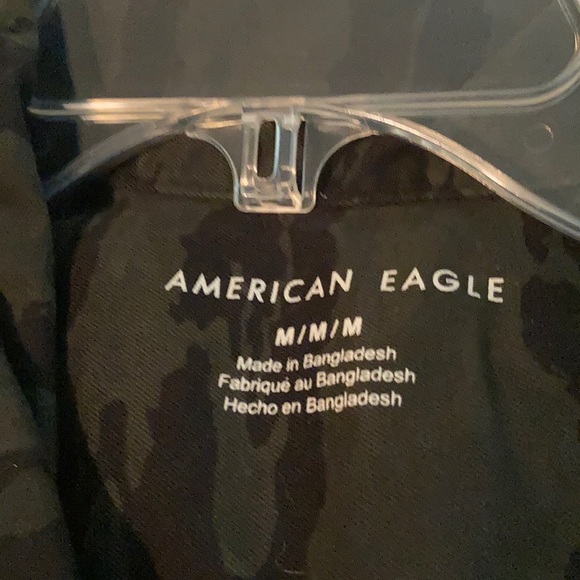 AMERICAN EAGLE
M/M/M
Made in Bangladesh
Fabriqué au Bangladesh
Hecho en Bangladesh